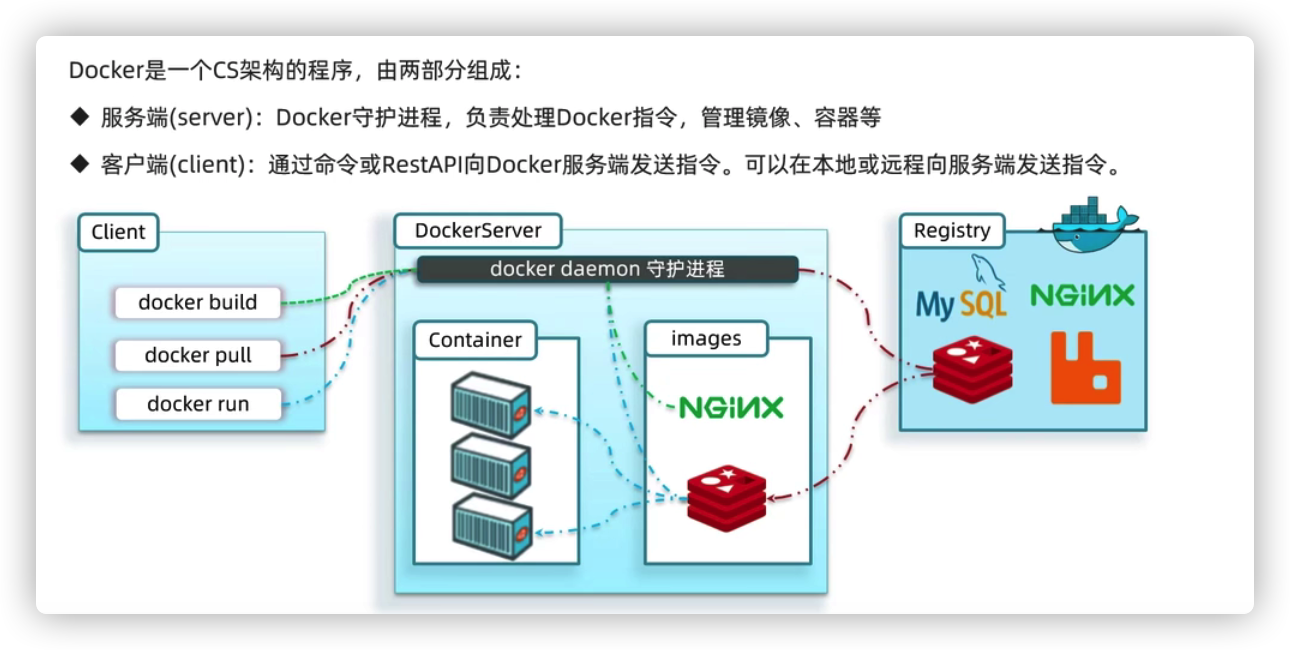 Docker是一个CS架构的程序，由两部分组成：
◆ 服务端(server)：Docker守护进程，负责处理Docker指令，管理镜像、容器等
◆ 客户端(client)：通过命令或RestAPI向Docker服务端发送指令。可以在本地或远程向服务端发送指令。
Client
DockerServer
Registry
docker daemon 守护进程
docker build
docker pull
docker run
Container
images
NGiNX
MySQL
NGiNX